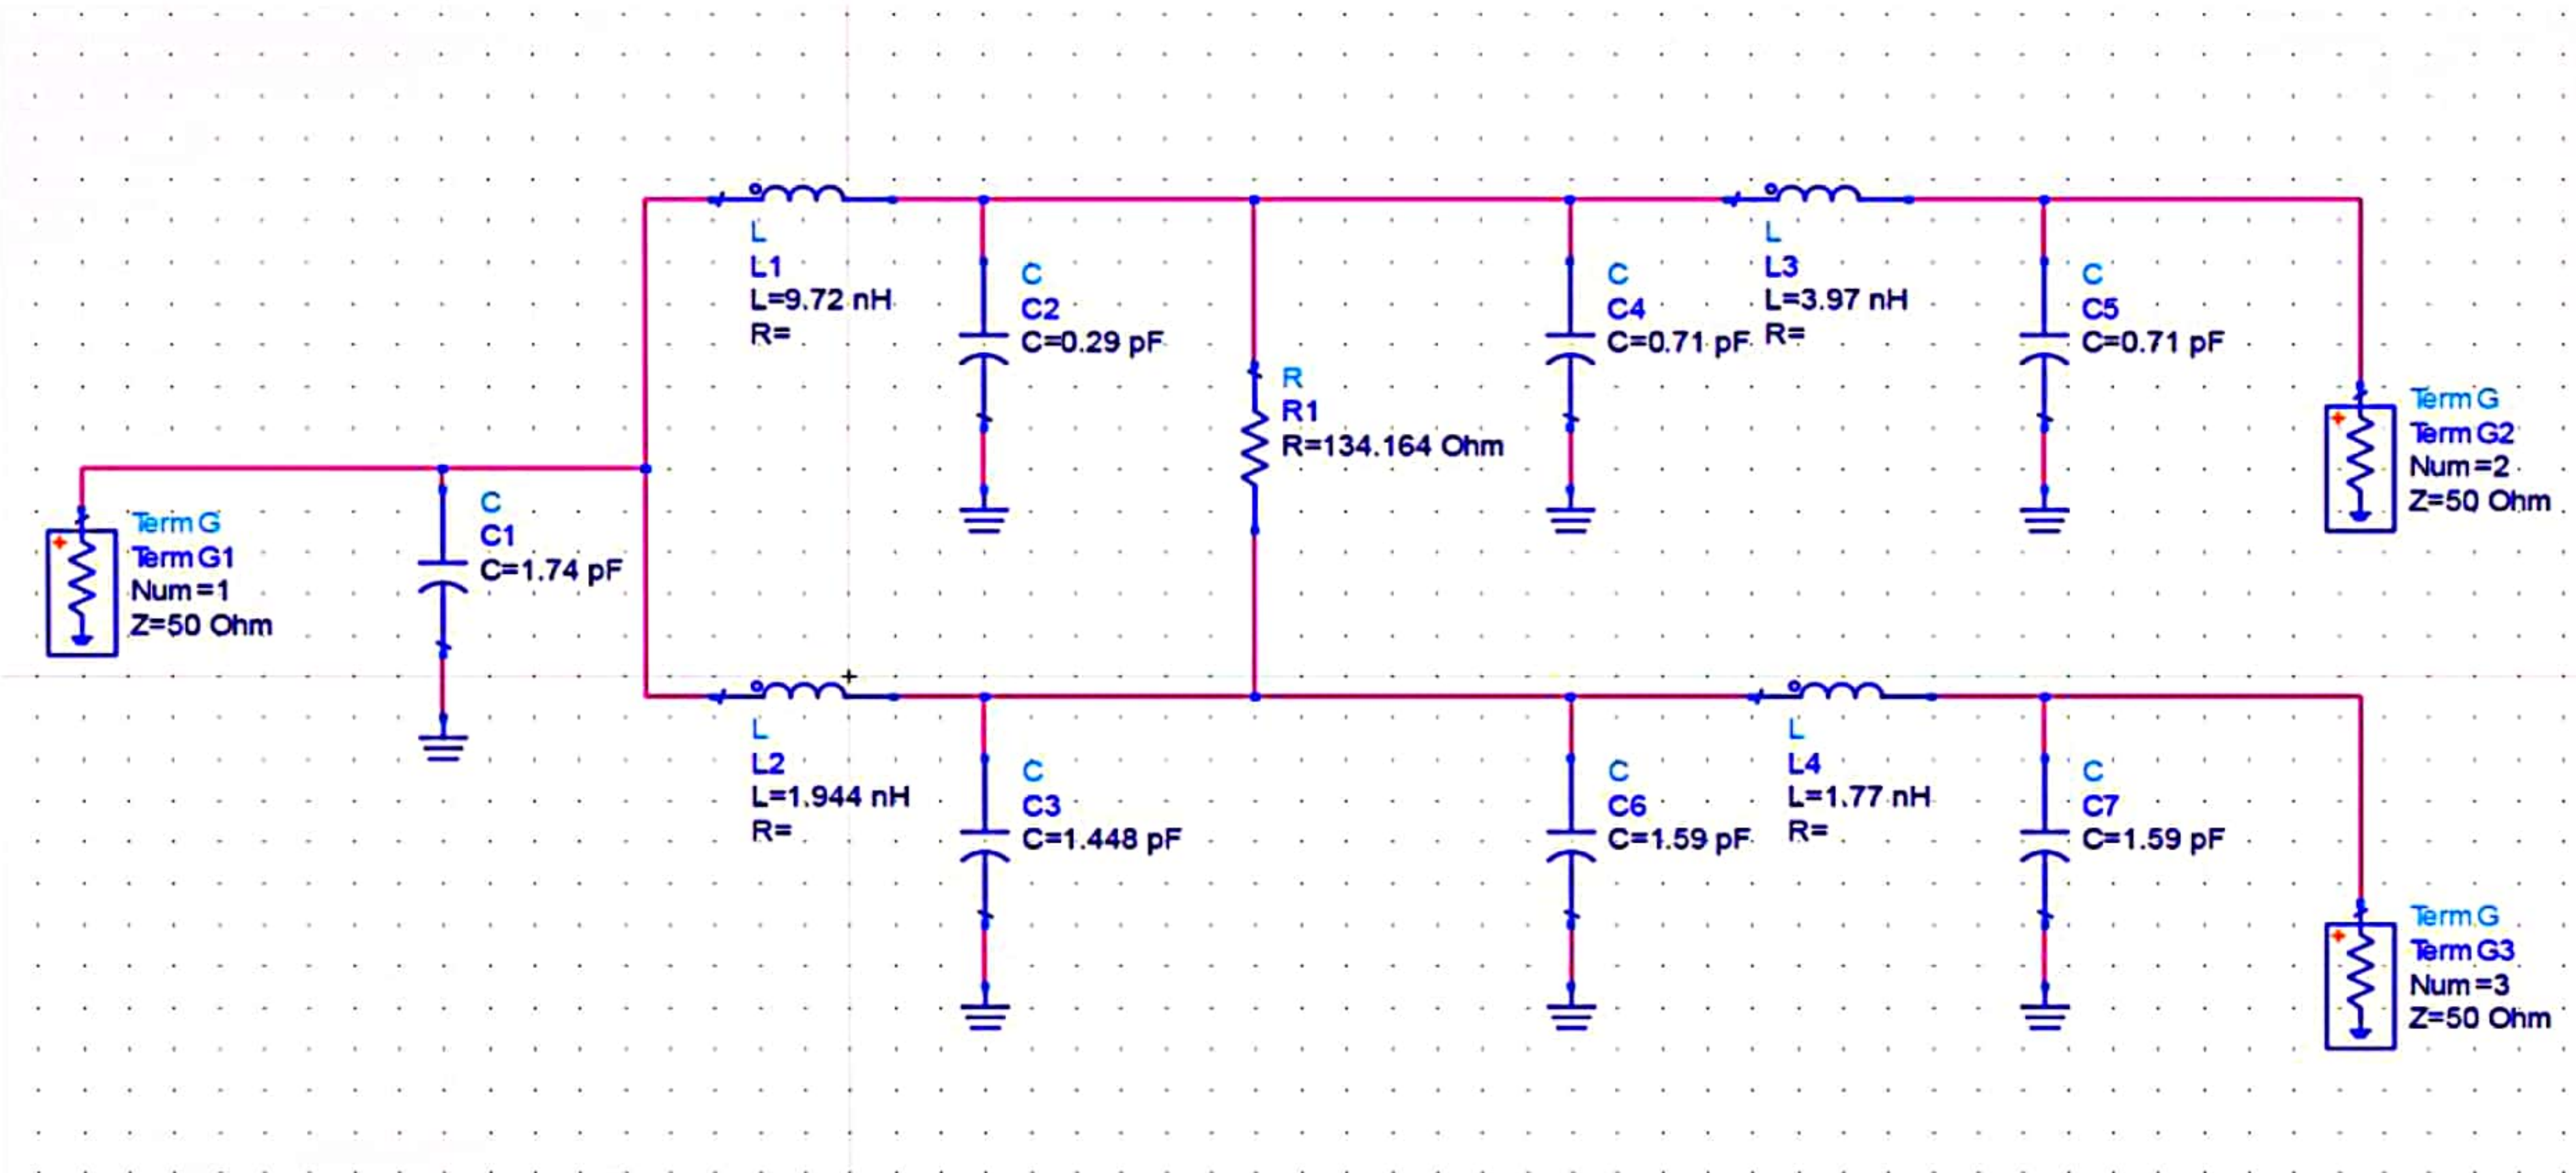 L
L1
L=9.72 nH
R=
C
C2
C=0.29 pF
R
R1
R=134.164 Ohm
C
C4
C=0.71 pF
L
L3
L=3.97 nH
R=
C
C5
C=0.71 pF
Term G
Term G2
Num=2
Z=50 Ohm
Term G
Term G1
Num=1
Z=50 Ohm
C
C1
C=1.74 pF
L
L2
L=1.944 nH
R=
C
C3
C=1.448 pF
C
C6
C=1.59 pF
L
L4
L=1.77 nH
R=
C
C7
C=1.59 pF
Term G
Term G3
Num=3
Z=50 Ohm